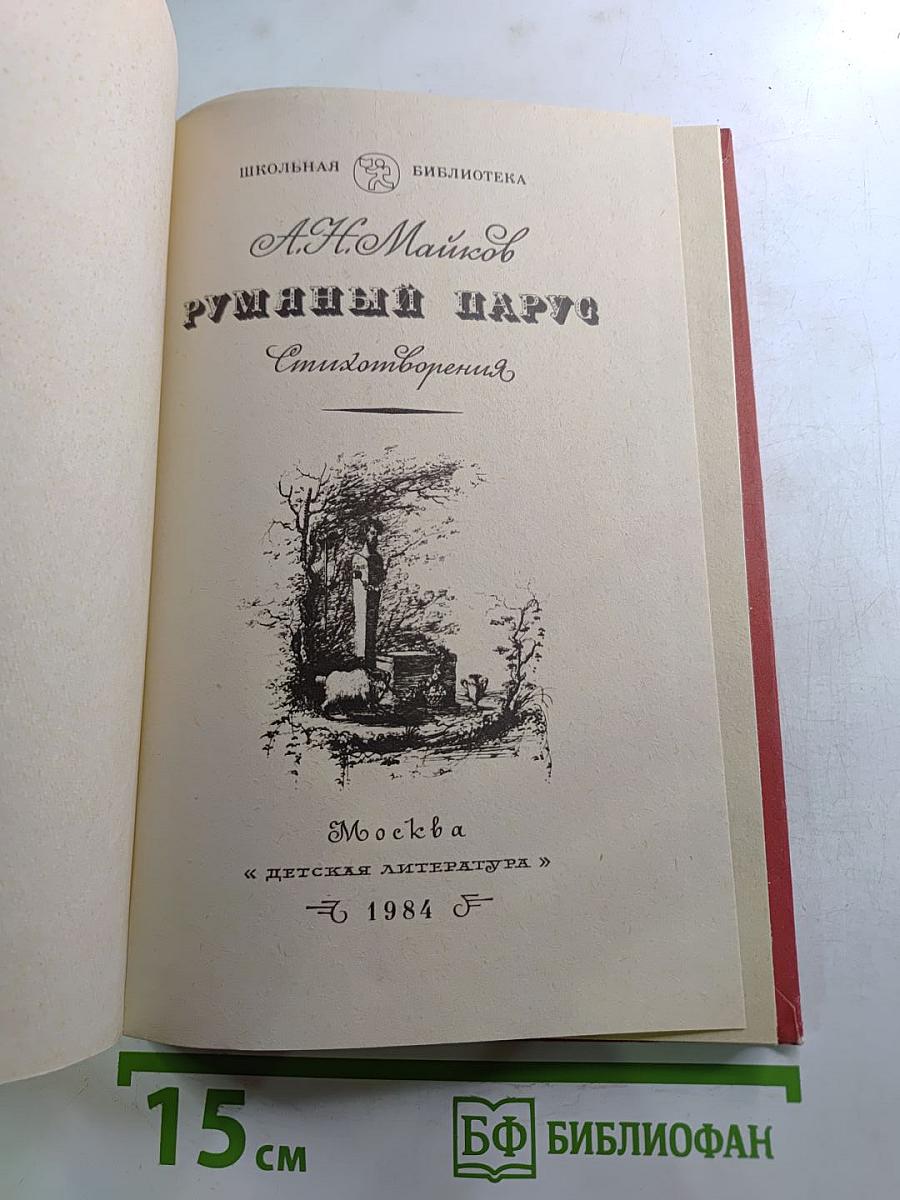 ШКОЛЬНАЯ БИБЛИОТЕКА
А.Н.Майков
РУМЯНЫЙ ПАРУС
Стихотворения
Москва
« ДЕТСКАЯ ЛИТЕРАТУРА »
1984
15 см
БФ БИБЛИОФАН